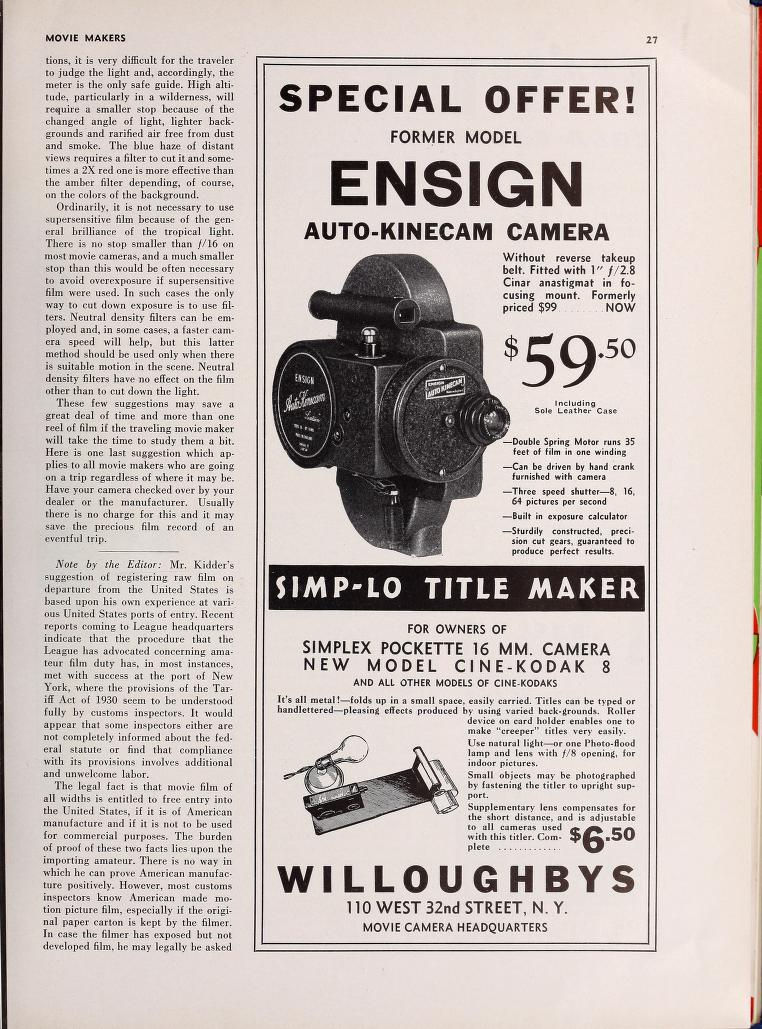 MOVIE MAKERS
27
tions, it is very difficult for the traveler
to judge the light and, accordingly, the
meter is the only safe guide. High alti-
tude, particularly in a wilderness, will
require a smaller stop because of the
changed angle of light, lighter back-
grounds and rarified air free from dust
and smoke. The blue haze of distant
views requires a filter to cut it and some-
times a 2X red one is more effective than
the amber filter depending, of course,
on the colors of the background.
Ordinarily, it is not necessary to use
supersensitive film because of the gen-
eral brilliance of the tropical light.
There is no stop smaller than f/16 on
most movie cameras, and a much smaller
stop than this would be often necessary
to avoid overexposure if supersensitive
film were used. In such cases the only
way to cut down exposure is to use fil-
ters. Neutral density filters can be em-
ployed and, in some cases, a faster cam-
era speed will help, but this latter
method should be used only when there
is suitable motion in the scene. Neutral
density filters have no effect on the film
other than to cut down the light.
These few suggestions may save a
great deal of time and more than one
reel of film if the traveling movie maker
will take the time to study them a bit.
Here is one last suggestion which ap-
plies to all movie makers who are going
on a trip regardless of where it may be.
Have your camera checked over by your
dealer or the manufacturer. Usually
there is no charge for this and it may
save the precious film record of an
eventful trip.
Note by the Editor: Mr. Kidder's
suggestion of registering raw film on
departure from the United States is
based upon his own experience at vari-
ous United States ports of entry. Recent
reports coming to League headquarters
indicate that the procedure that the
League has advocated concerning ama-
teur film duty has, in most instances,
met with success at the port of New
York, where the provisions of the Tar-
iff Act of 1930 seem to be understood
fully by customs inspectors. It would
appear that some inspectors either are
not completely informed about the fed-
eral statute or find that compliance
with its provisions involves additional
and unwelcome labor.
The legal fact is that movie film of
all widths is entitled to free entry into
the United States, if it is of American
manufacture and if it is not to be used
for commercial purposes. The burden
of proof of these two facts lies upon the
importing amateur. There is no way in
which he can prove American manufac-
ture positively. However, most customs
inspectors know American made mo-
tion picture film, especially if the origi-
nal paper carton is kept by the filmer.
In case the filmer has exposed but not
developed film, he may legally be asked
SPECIAL OFFER!
FORMER MODEL
ENSIGN
AUTO-KINECAM CAMERA
Without reverse takeup
belt. Fitted with 1″ f/2.8
Cinar anastigmat in fo-
cusing mount. Formerly
priced $99 ........ NOW
$59.50
Including
Sole Leather Case
ENSIGN
Auto-Kinecam
ENSIGN
AUTO KINECAM
—Double Spring Motor runs 35
feet of film in one winding
—Can be driven by hand crank
furnished with camera
—Three speed shutter—8, 16,
64 pictures per second
—Built in exposure calculator
—Sturdily constructed, preci-
sion cut gears, guaranteed to
produce perfect results.
SIMP-LO TITLE MAKER
FOR OWNERS OF
SIMPLEX POCKETTE 16 MM. CAMERA
NEW MODEL CINE-KODAK 8
AND ALL OTHER MODELS OF CINE-KODAKS
It's all metal!—folds up in a small space, easily carried. Titles can be typed or
handlettered—pleasing effects produced by using varied back-grounds. Roller
device on card holder enables one to
make "creeper" titles very easily.
Use natural light—or one Photo-flood
lamp and lens with f/8 opening, for
indoor pictures.
Small objects may be photographed
by fastening the titler to upright sup-
port.
Supplementary lens compensates for
the short distance, and is adjustable
to all cameras used
with this titler. Com-
plete ............
$6.50
WILLOUGHBYS
110 WEST 32nd STREET, N. Y.
MOVIE CAMERA HEADQUARTERS